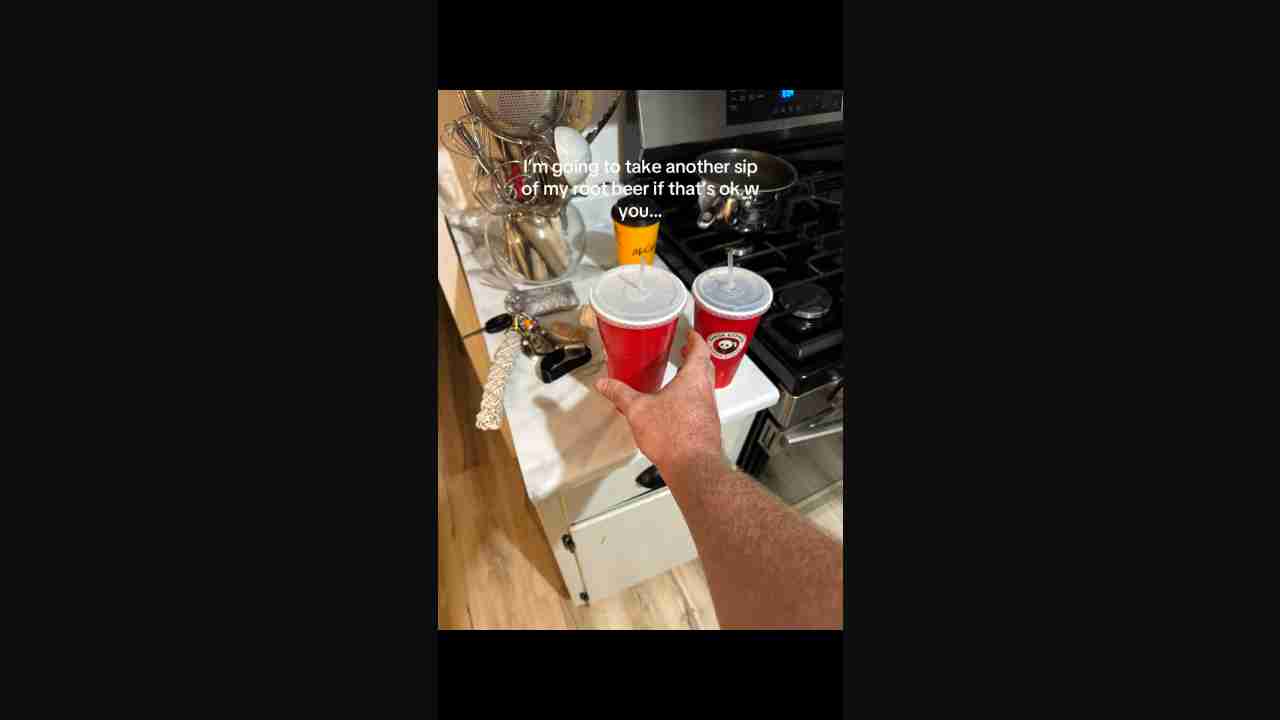 I'm going to take another sip
of my root beer if that's ok w
you...